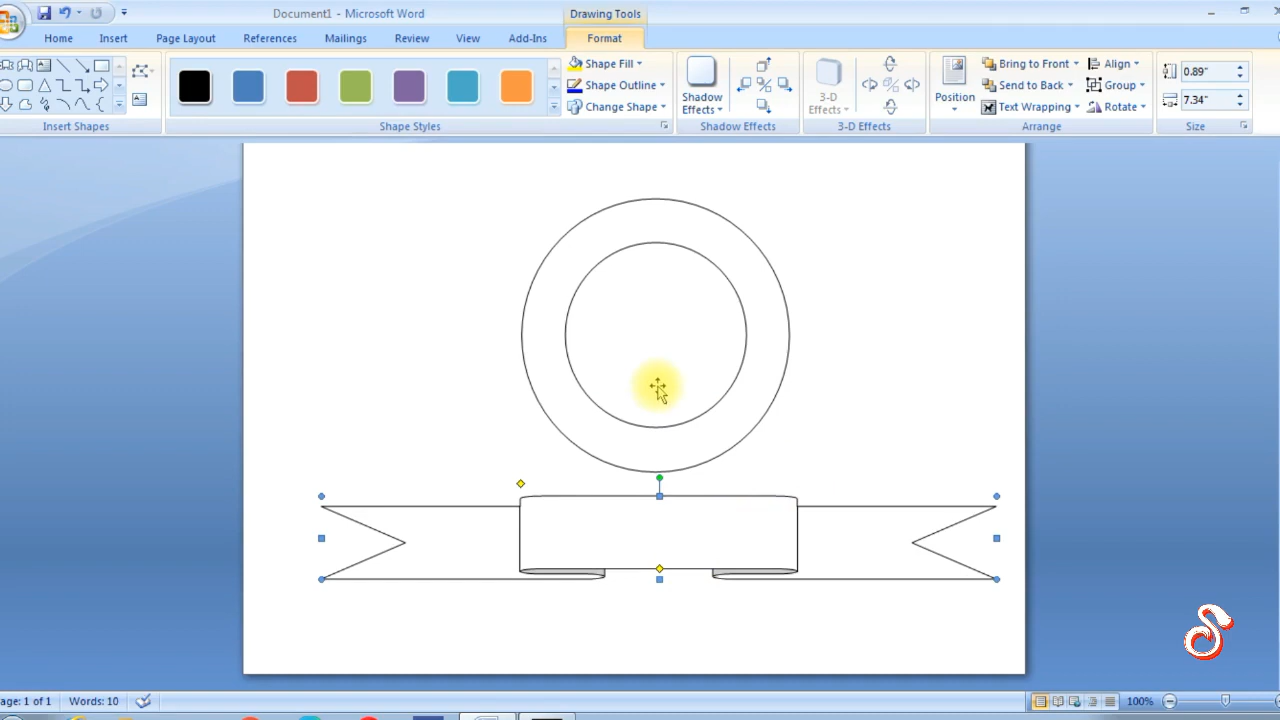 Document1 - Microsoft Word
Drawing Tools
Home
Insert
Page Layout
References
Mailings
Review
View
Add-Ins
Format
Shape Fill
Shape Outline
Change Shape
Shadow
Effects
3-D
Effects
Position
Bring to Front
Send to Back
Text Wrapping
Align
Group
Rotate
0.89"
7.34"
Insert Shapes
Shape Styles
Shadow Effects
3-D Effects
Arrange
Size
age: 1 of 1
Words: 10
100%